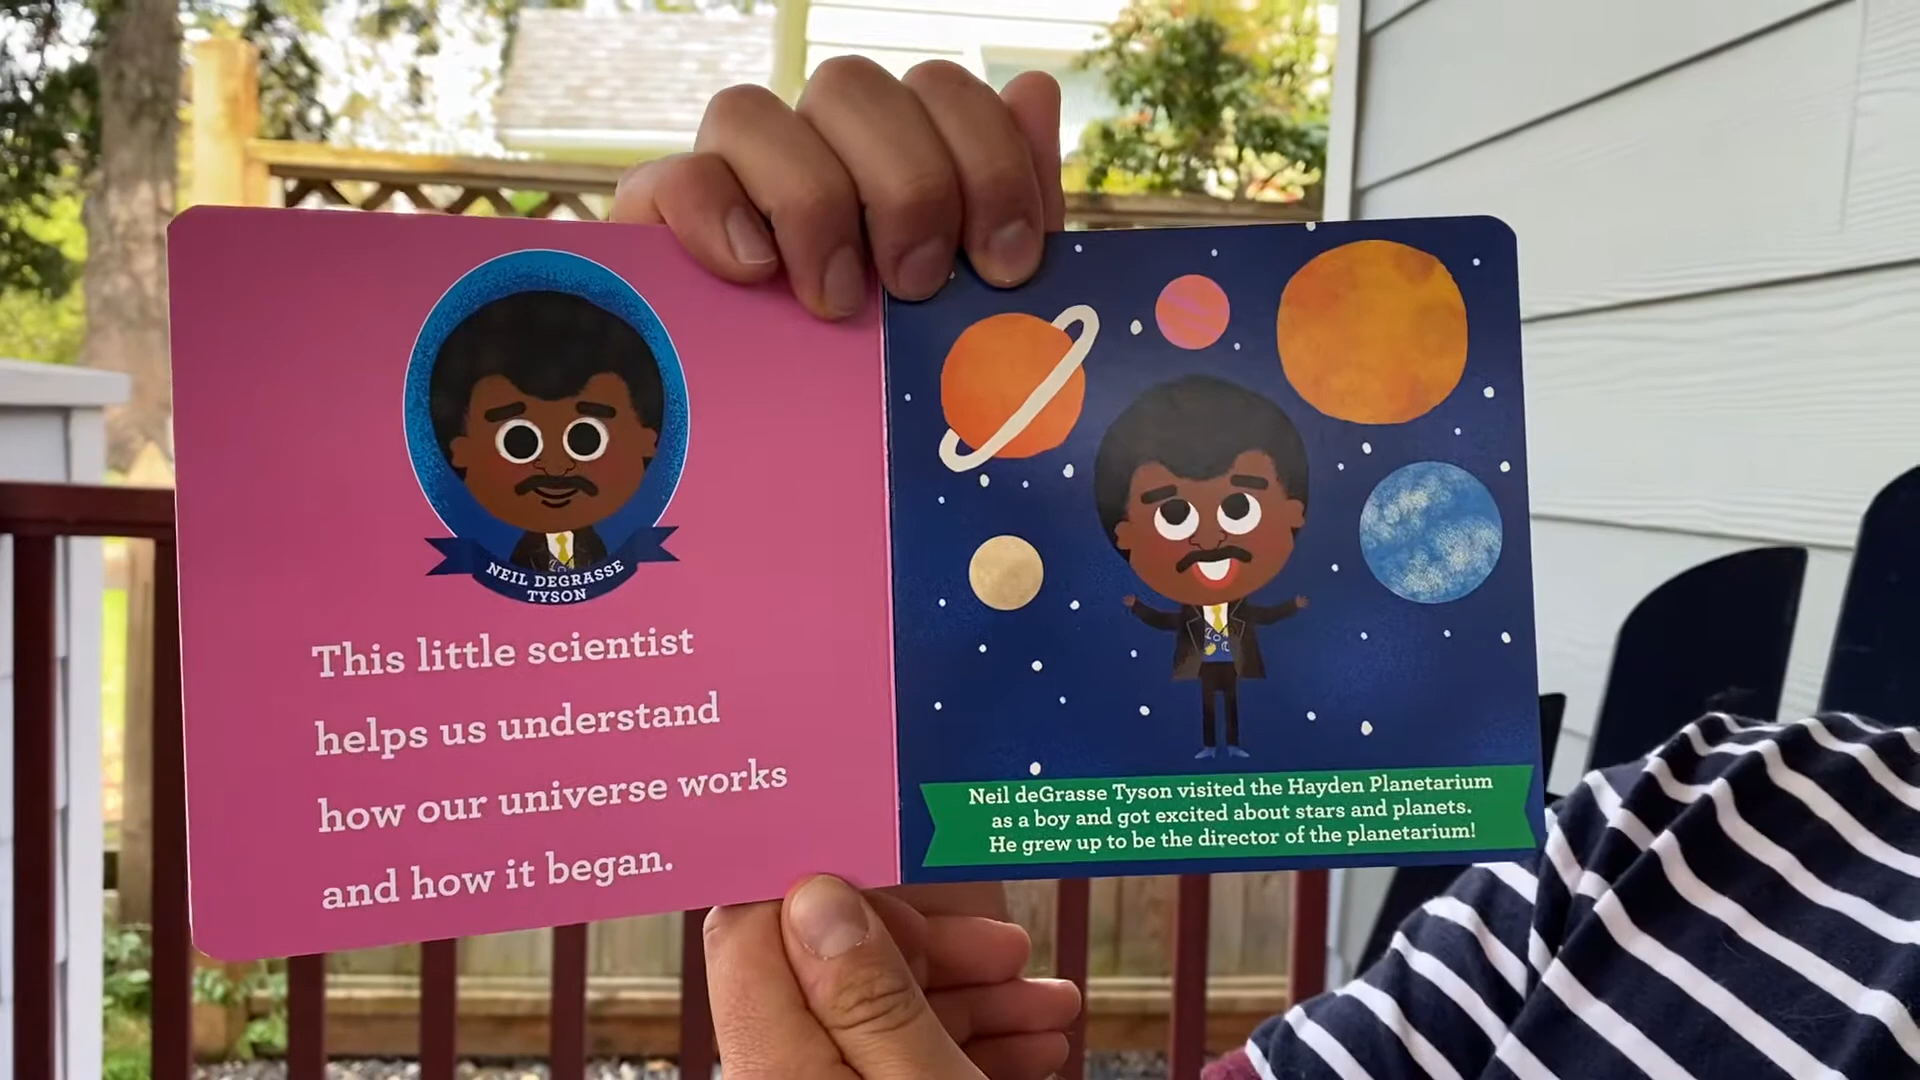 NEIL DEGRASSE
TYSON
This little scientist
helps us understand
how our universe works
and how it began.
Neil deGrasse Tyson visited the Hayden Planetarium
as a boy and got excited about stars and planets.
He grew up to be the director of the planetarium!